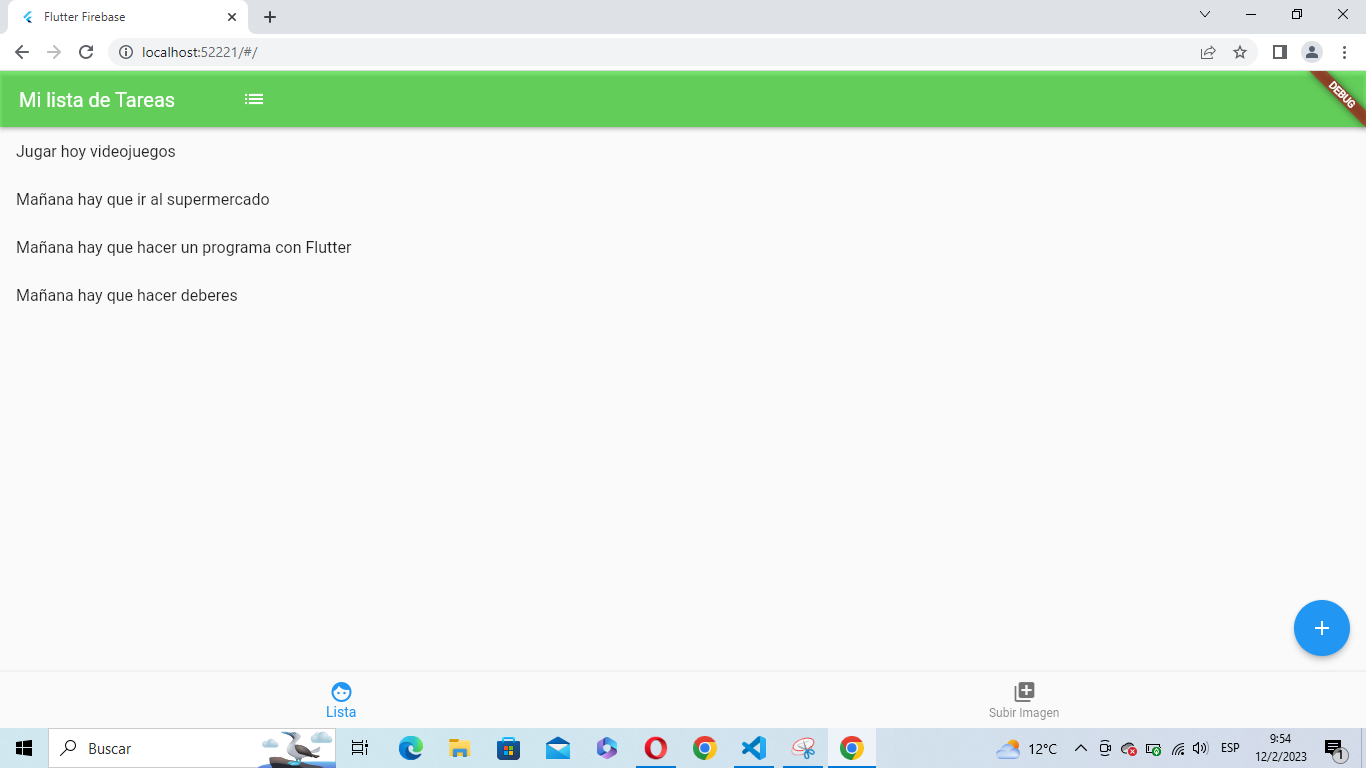 Flutter Firebase
localhost:52221/#/
Mi lista de Tareas
DEBUG
Jugar hoy videojuegos
Mañana hay que ir al supermercado
Mañana hay que hacer un programa con Flutter
Mañana hay que hacer deberes
Lista
Subir Imagen
Buscar
12°C
ESP
9:54
12/2/2023
1